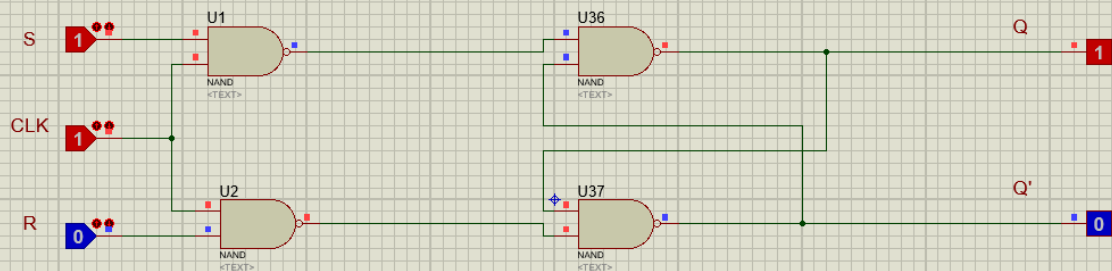 U1
U36
S
1
Q
1
NAND
<TEXT>
NAND
<TEXT>
CLK
1
U2
U37
Q'
R
0
0
NAND
<TEXT>
NAND
<TEXT>